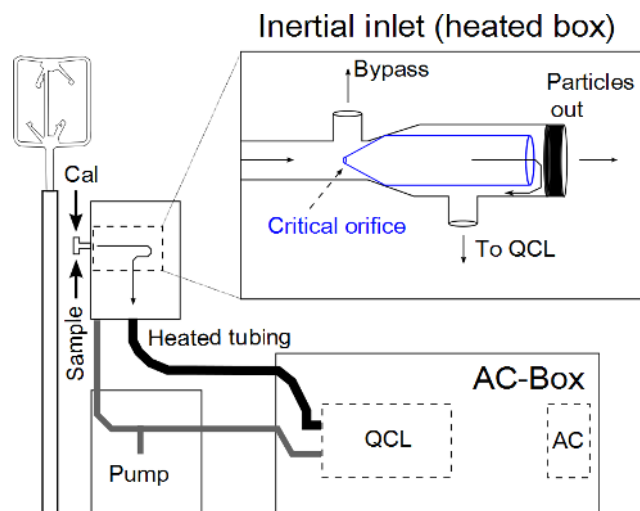 Inertial inlet (heated box)
Bypass
Particles
out
Critical orifice
To QCL
Cal
Sample
Heated tubing
AC-Box
QCL
AC
Pump